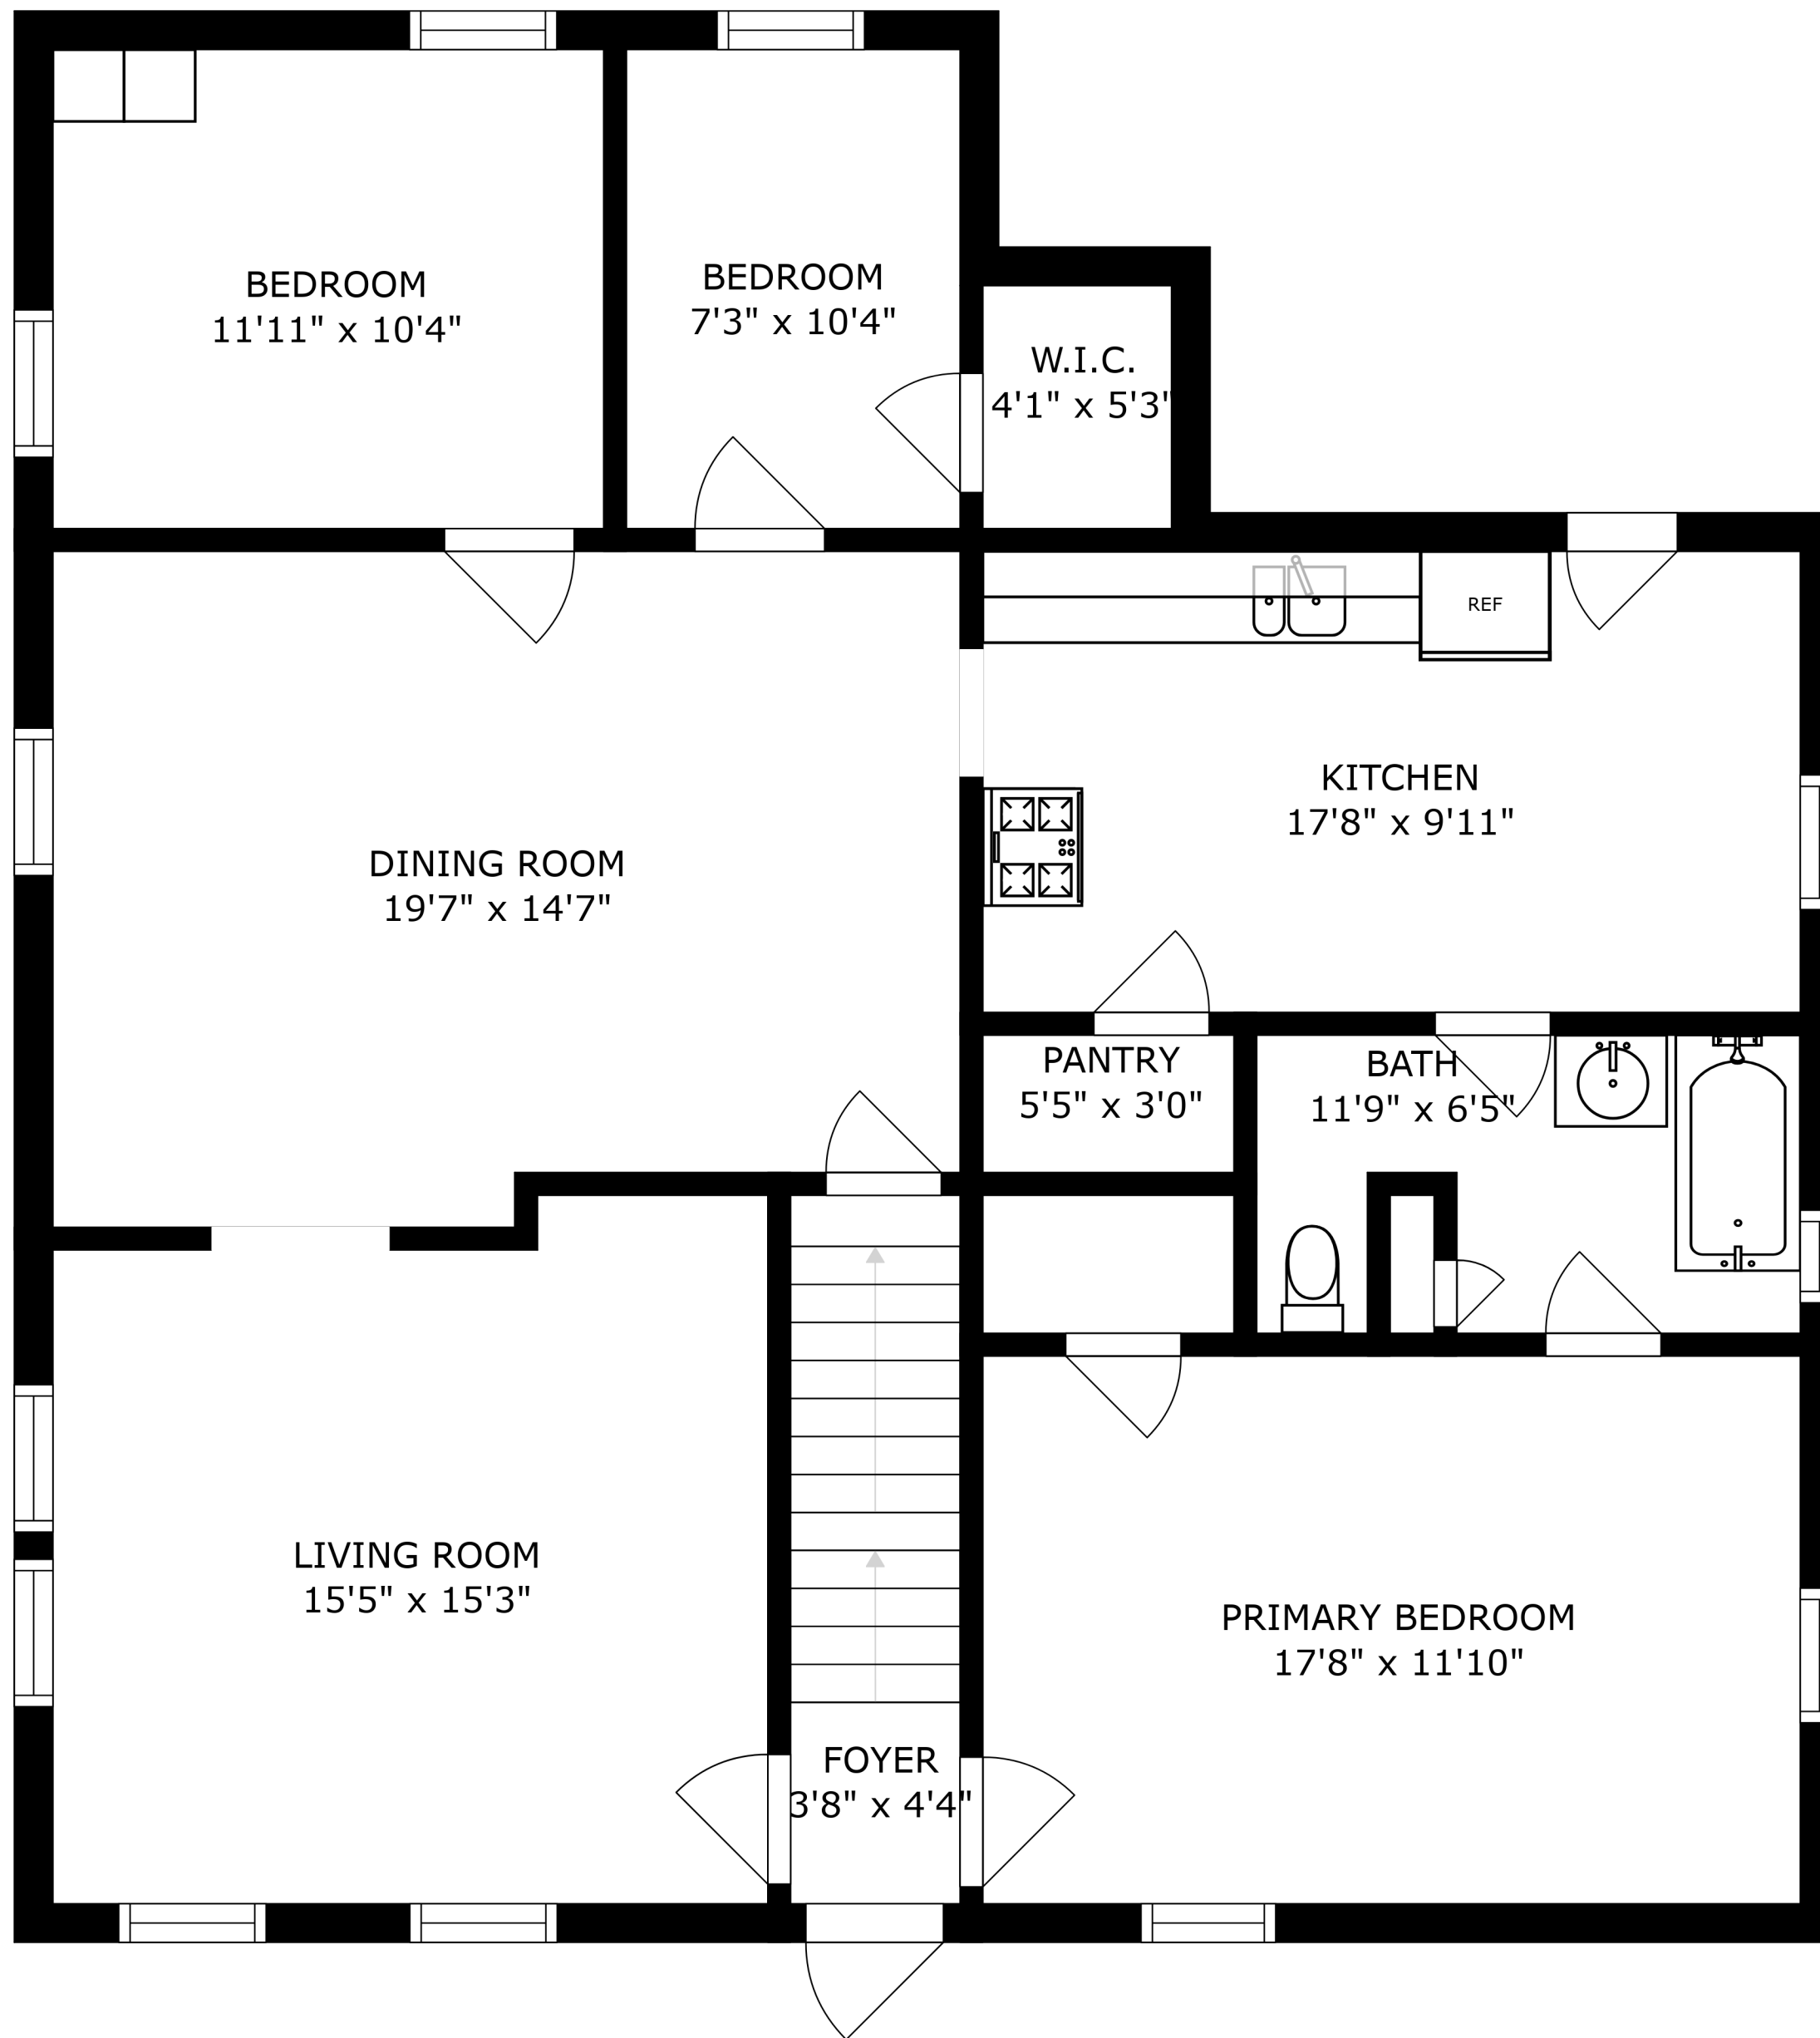 BEDROOM
11'11" x 10'4"
BEDROOM
7'3" x 10'4"
W.I.C.
4'1" x 5'3"
REF
KITCHEN
17'8" x 9'11"
DINING ROOM
19'7" x 14'7"
PANTRY
5'5" x 3'0"
BATH
11'9" x 6'5"
LIVING ROOM
15'5" x 15'3"
PRIMARY BEDROOM
17'8" x 11'10"
FOYER
3'8" x 4'4"